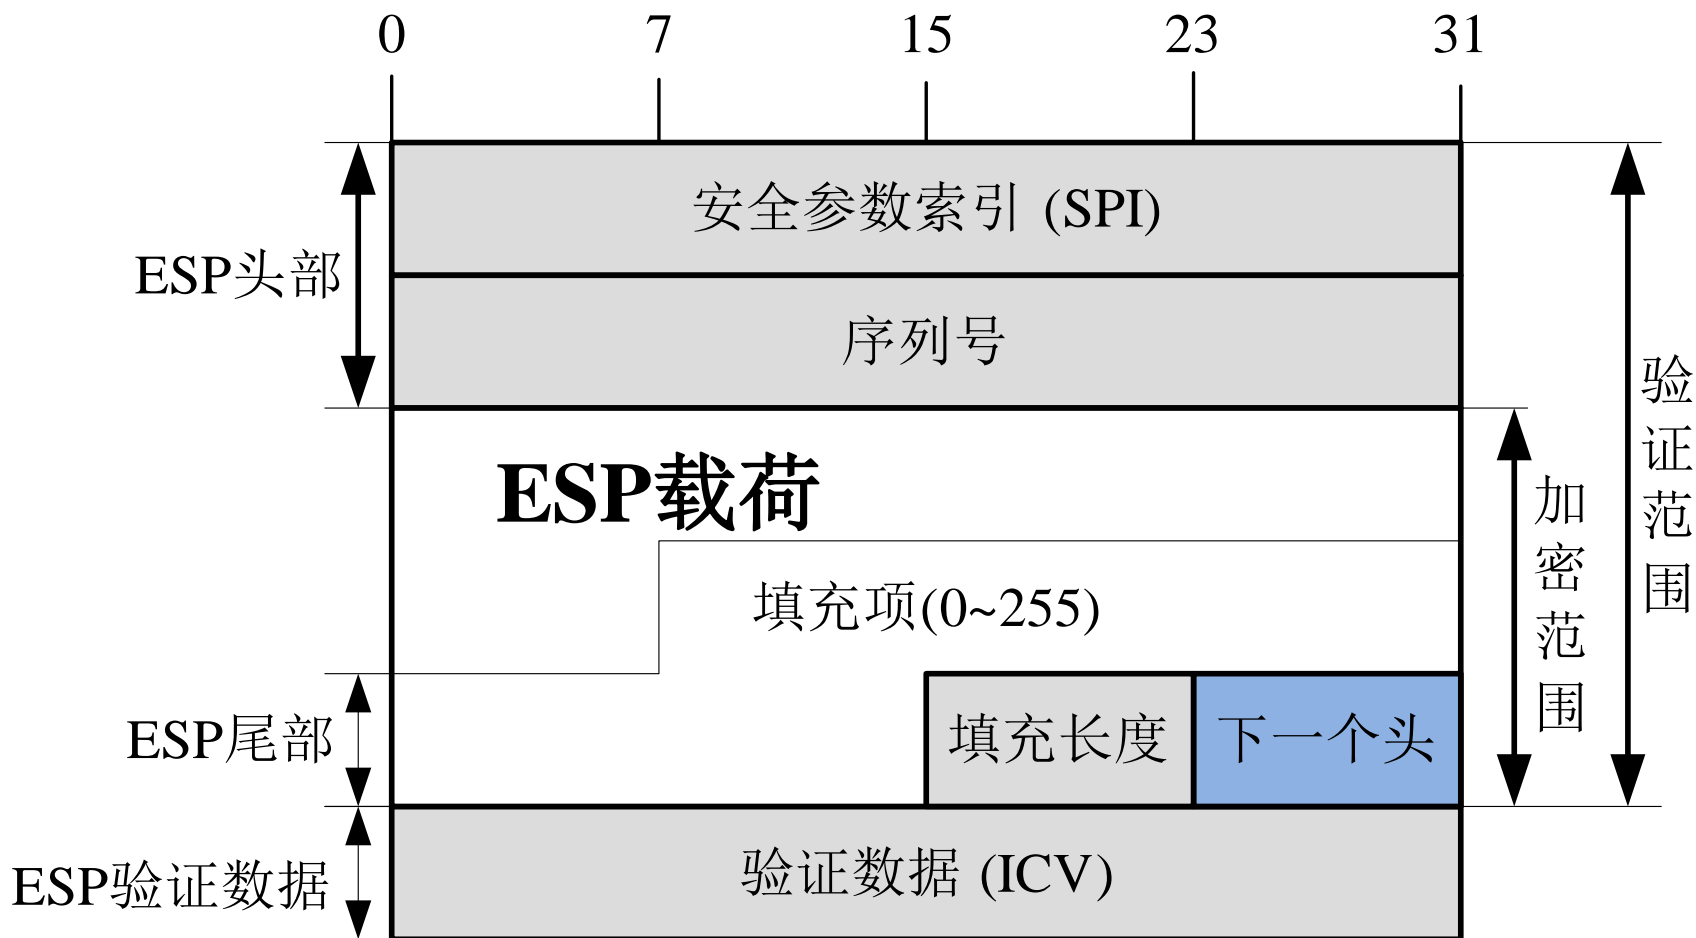 0 7 15 23 31
安全参数索引 (SPI)
ESP头部
序列号
ESP载荷
填充项(0~255)
ESP尾部
填充长度
下一个头
ESP验证数据
验证数据 (ICV)
加密范围
验证范围